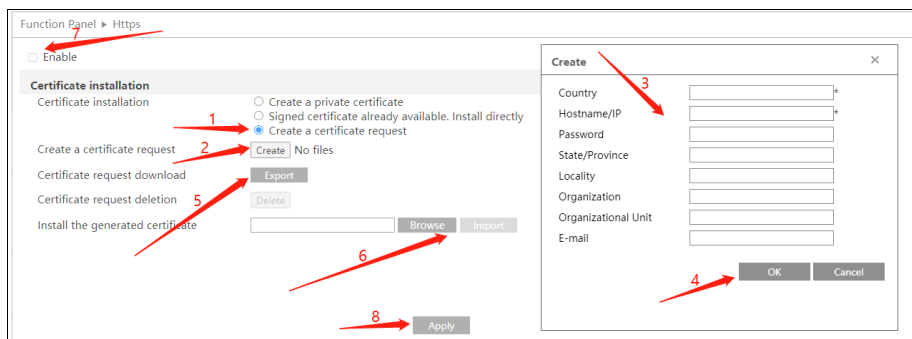 Function Panel ▸ Https
7
Enable
Certificate installation
Certificate installation
Create a private certificate
Signed certificate already available. Install directly
1
Create a certificate request
Create a certificate request
2
Create No files
Certificate request download
Export
5
Certificate request deletion
Delete
Install the generated certificate
Browse Import
6
8
Apply
Create ×
3
Country *
Hostname/IP *
Password
State/Province
Locality
Organization
Organizational Unit
E-mail
4
OK Cancel